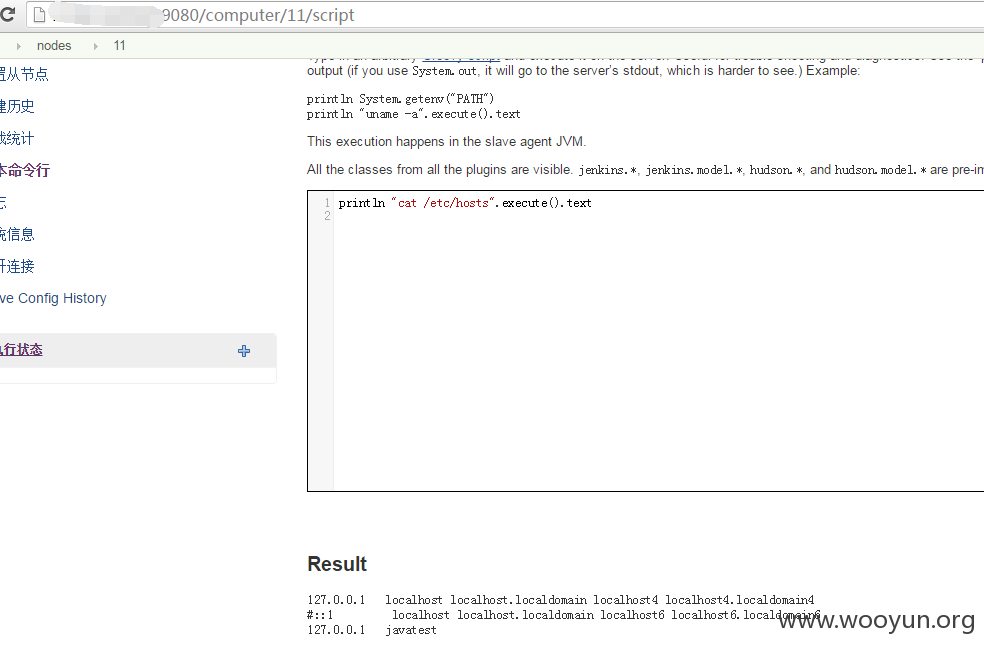 9080/computer/11/script
nodes
11
置从节点
建历史
统计
本命令行
志
统信息
开连接
ve Config History
执行状态
output (if you use System.out, it will go to the server's stdout, which is harder to see.) Example:
println System.getenv("PATH")
println "uname -a".execute().text
This execution happens in the slave agent JVM.
All the classes from all the plugins are visible. jenkins.*, jenkins.model.*, hudson.*, and hudson.model.* are pre-im
1 println "cat /etc/hosts".execute().text
2
Result
127.0.0.1 localhost localhost.localdomain localhost4 localhost4.localdomain4
#::1 localhost localhost.localdomain localhost6 localhost6.localdomain6
127.0.0.1 javatest
www.wooyun.org